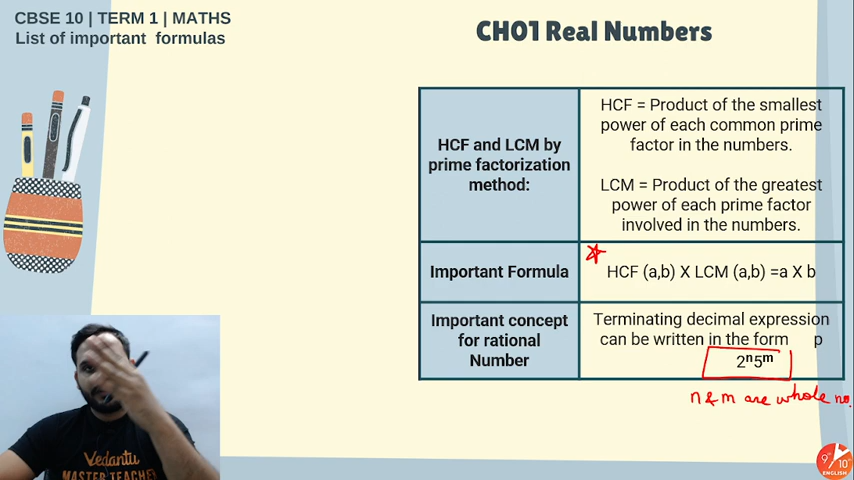 CBSE 10 | TERM 1 | MATHS
List of important formulas
CH01 Real Numbers
HCF and LCM by
prime factorization
method:
HCF = Product of the smallest
power of each common prime
factor in the numbers.
LCM = Product of the greatest
power of each prime factor
involved in the numbers.
Important Formula
HCF (a,b) X LCM (a,b) =a X b
Important concept
for rational
Number
Terminating decimal expression
can be written in the form p
2ⁿ5ᵐ
n & m are whole no.
Vedantu
MASTER TEACHER
9th 10th
ENGLISH